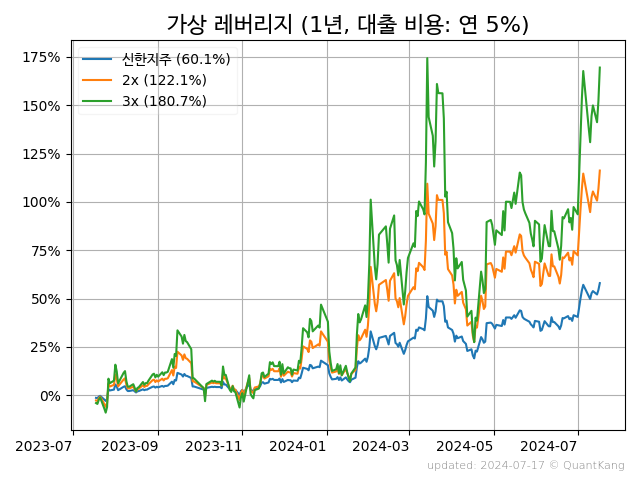 가상 레버리지 (1년, 대출 비용: 연 5%)
신한지주 (60.1%)
2x (122.1%)
3x (180.7%)
175%
150%
125%
100%
75%
50%
25%
0%
2023-07 2023-09 2023-11 2024-01 2024-03 2024-05 2024-07
updated: 2024-07-17 © QuantKang